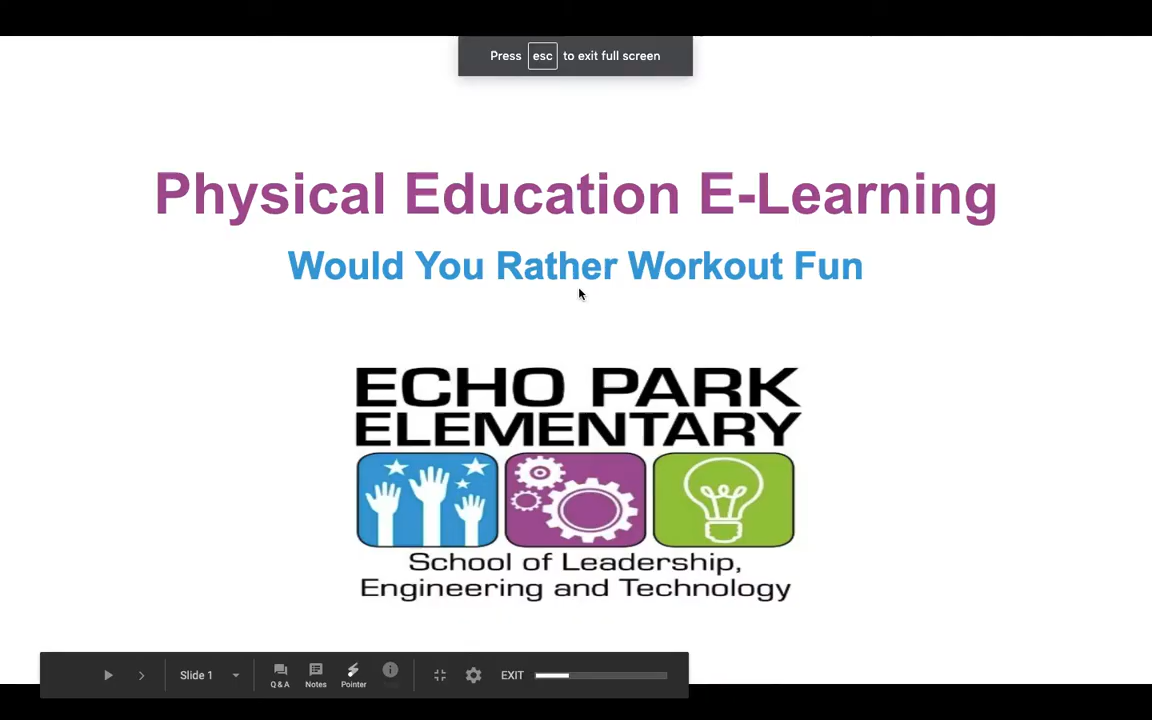 Press esc to exit full screen
Physical Education E-Learning
Would You Rather Workout Fun
ECHO PARK
ELEMENTARY
School of Leadership,
Engineering and Technology
Slide 1
Q & A
Notes
Pointer
EXIT